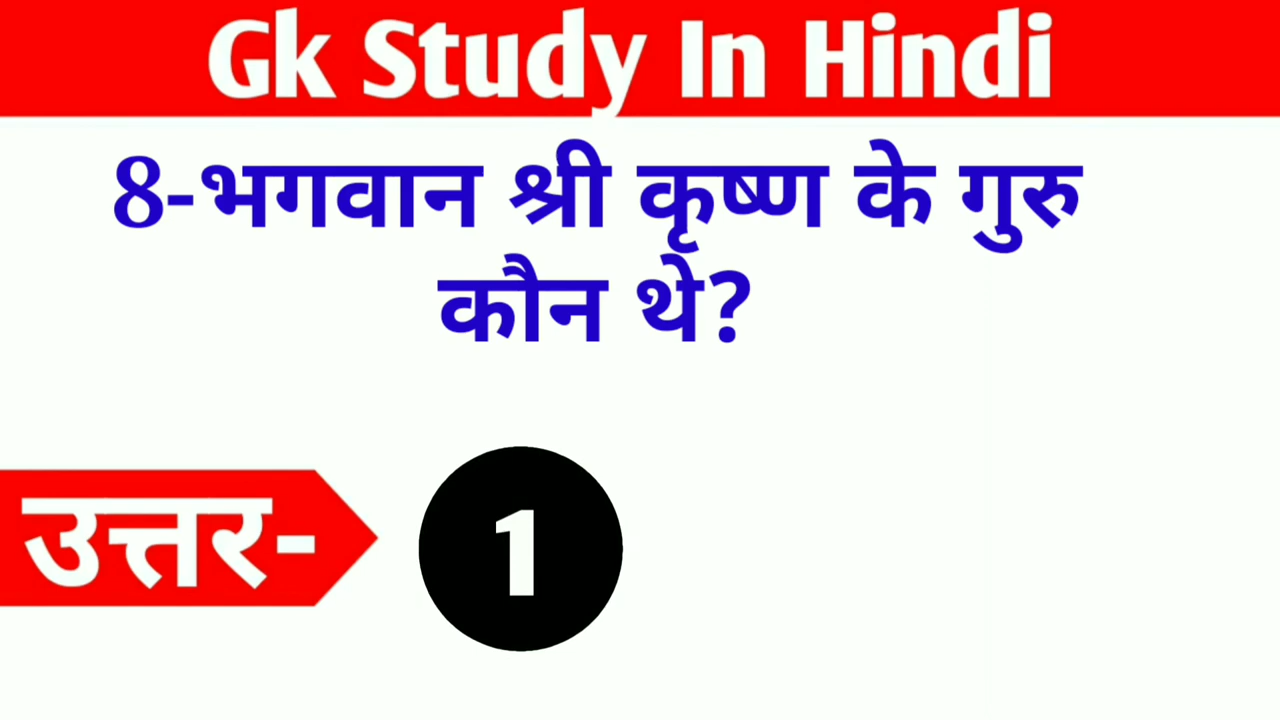 Gk Study In Hindi
8-भगवान श्री कृष्ण के गुरु
कौन थे?
उत्तर-
1